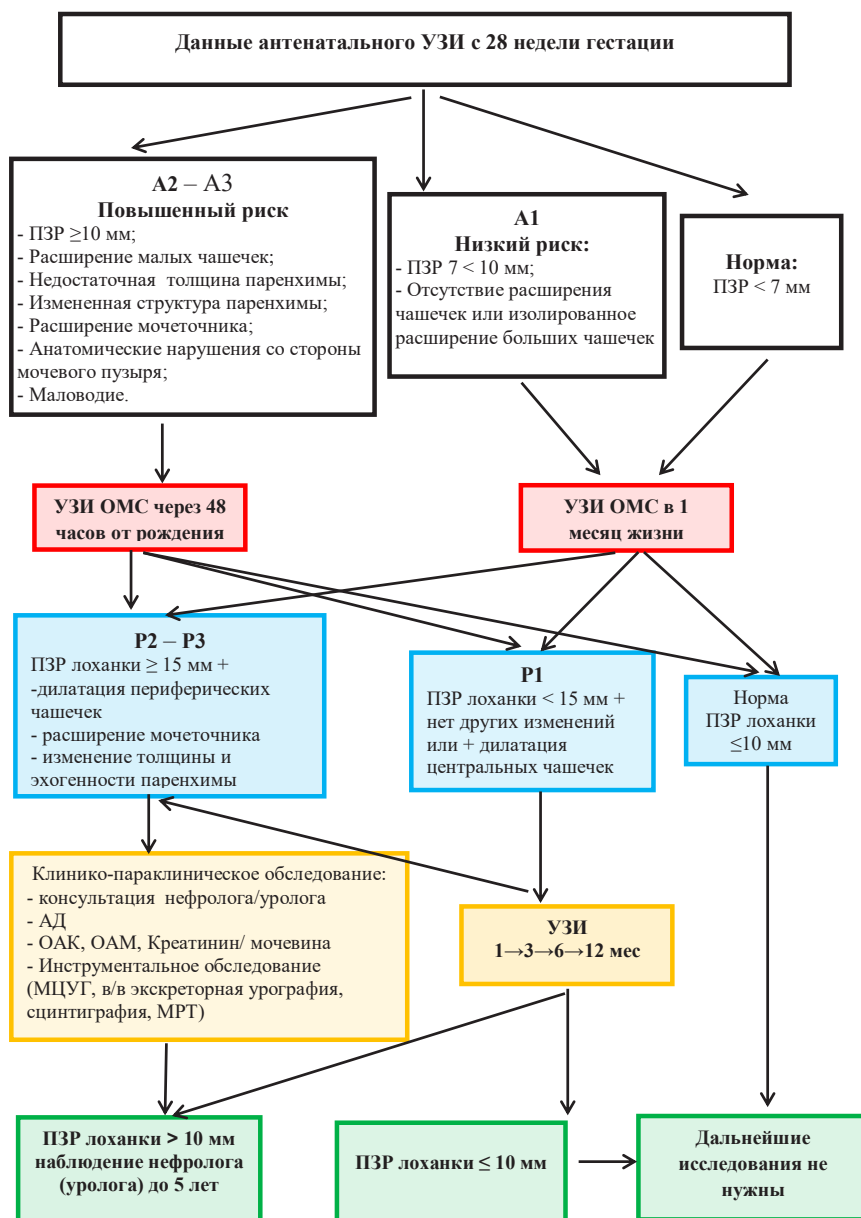 Данные антенатального УЗИ с 28 недели гестации
А2 – А3
Повышенный риск
- ПЗР ≥10 мм;
- Расширение малых чашечек;
- Недостаточная толщина паренхимы;
- Измененная структура паренхимы;
- Расширение мочеточника;
- Анатомические нарушения со стороны
мочевого пузыря;
- Маловодие.
А1
Низкий риск:
- ПЗР 7 < 10 мм;
- Отсутствие расширения
чашечек или изолированное
расширение больших чашечек
Норма:
ПЗР < 7 мм
УЗИ ОМС через 48
часов от рождения
УЗИ ОМС в 1
месяц жизни
Р2 – Р3
ПЗР лоханки ≥ 15 мм +
-дилатация периферических
чашечек
- расширение мочеточника
- изменение толщины и
эхогенности паренхимы
Р1
ПЗР лоханки < 15 мм +
нет других изменений
или + дилатация
центральных чашечек
Норма
ПЗР лоханки
≤10 мм
Клинико-параклиническое обследование:
- консультация нефролога/уролога
- АД
- ОАК, ОАМ, Креатинин/ мочевина
- Инструментальное обследование
(МЦУГ, в/в экскреторная урография,
сцинтиграфия, МРТ)
УЗИ
1→3→6→12 мес
ПЗР лоханки > 10 мм
наблюдение нефролога
(уролога) до 5 лет
ПЗР лоханки ≤ 10 мм
Дальнейшие
исследования не
нужны